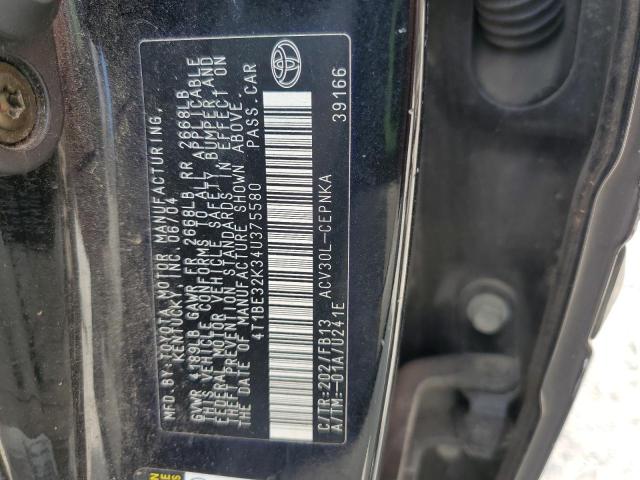 MFD.BY:TOYOTA MOTOR MANUFACTURING,
KENTUCKY, INC. 06/04
GVWR 4189LB GAWR FR 2668LB RR 2668LB
THIS VEHICLE CONFORMS TO ALL APPLICABLE
FEDERAL MOTOR VEHICLE SAFETY, BUMPER, AND
THEFT PREVENTION STANDARDS IN EFFECT ON
THE DATE OF MANUFACTURE SHOWN ABOVE.
4T1BE32K34U375580 PASS.CAR
C/TR:202/FB13 ACV30L-CEPNKA
A/TM:-01A/U241E 39166